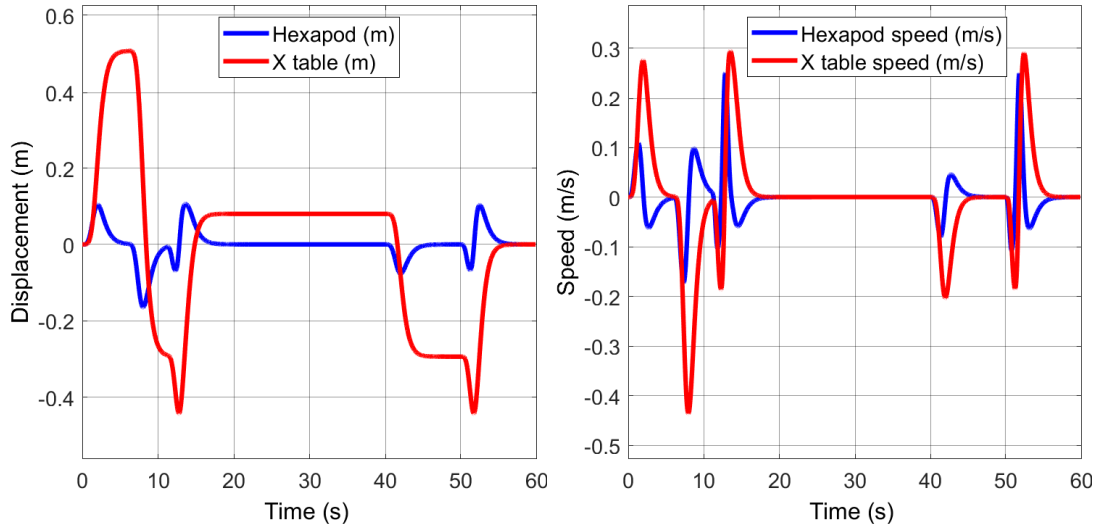 Displacement (m)
0.6
0.4
0.2
0
-0.2
-0.4
Hexapod (m)
X table (m)
0 10 20 30 40 50 60
Time (s)
Speed (m/s)
0.3
0.2
0.1
0
-0.1
-0.2
-0.3
-0.4
-0.5
Hexapod speed (m/s)
X table speed (m/s)
0 10 20 30 40 50 60
Time (s)